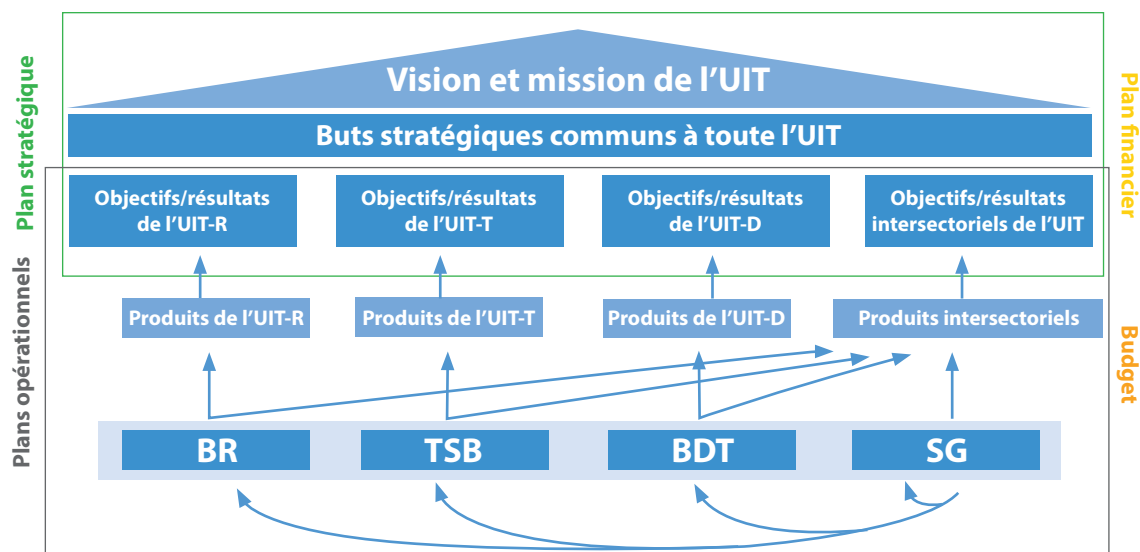 Vision et mission de l'UIT
Buts stratégiques communs à toute l'UIT
Plan stratégique
Plan financier
Objectifs/résultats
de l'UIT-R
Objectifs/résultats
de l'UIT-T
Objectifs/résultats
de l'UIT-D
Objectifs/résultats
intersectoriels de l'UIT
Produits de l'UIT-R
Produits de l'UIT-T
Produits de l'UIT-D
Produits intersectoriels
Plans opérationnels
Budget
BR
TSB
BDT
SG